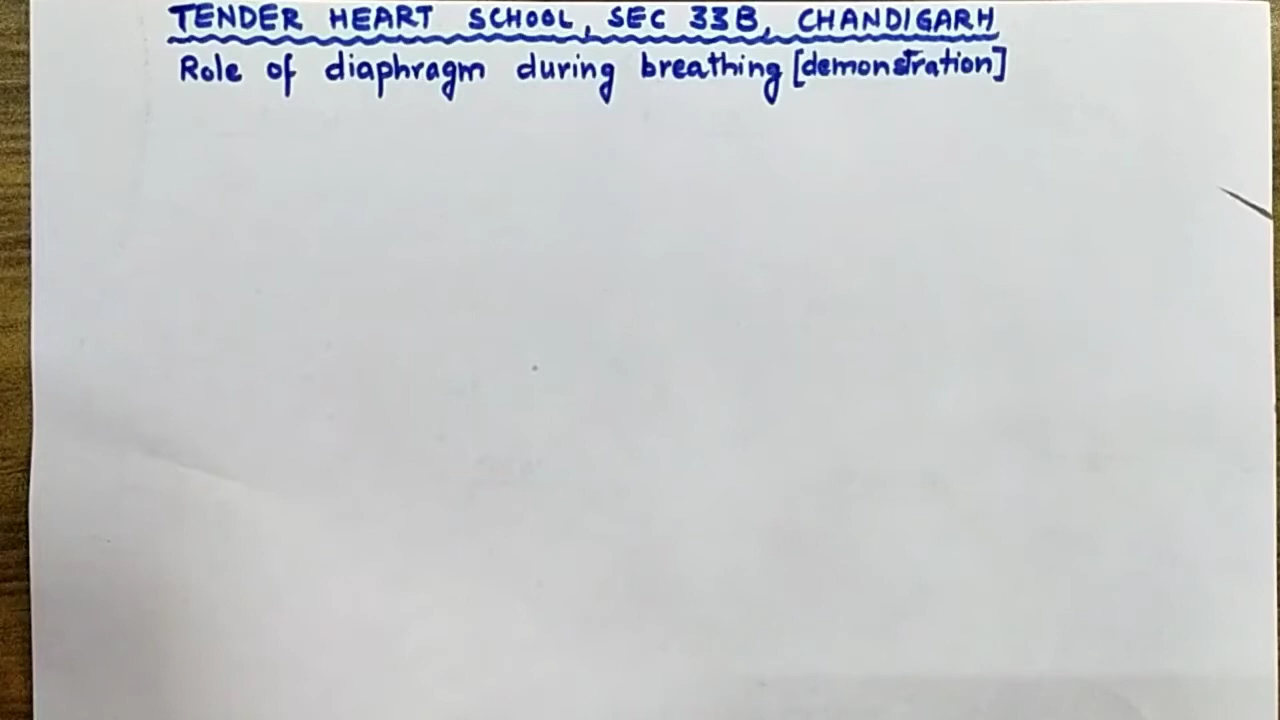 TENDER HEART SCHOOL, SEC 33B, CHANDIGARH
Role of diaphragm during breathing [demonstration]